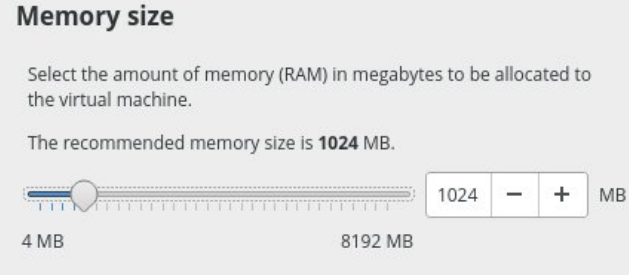 Memory size
Select the amount of memory (RAM) in megabytes to be allocated to
the virtual machine.
The recommended memory size is 1024 MB.
1024 − + MB
4 MB 8192 MB